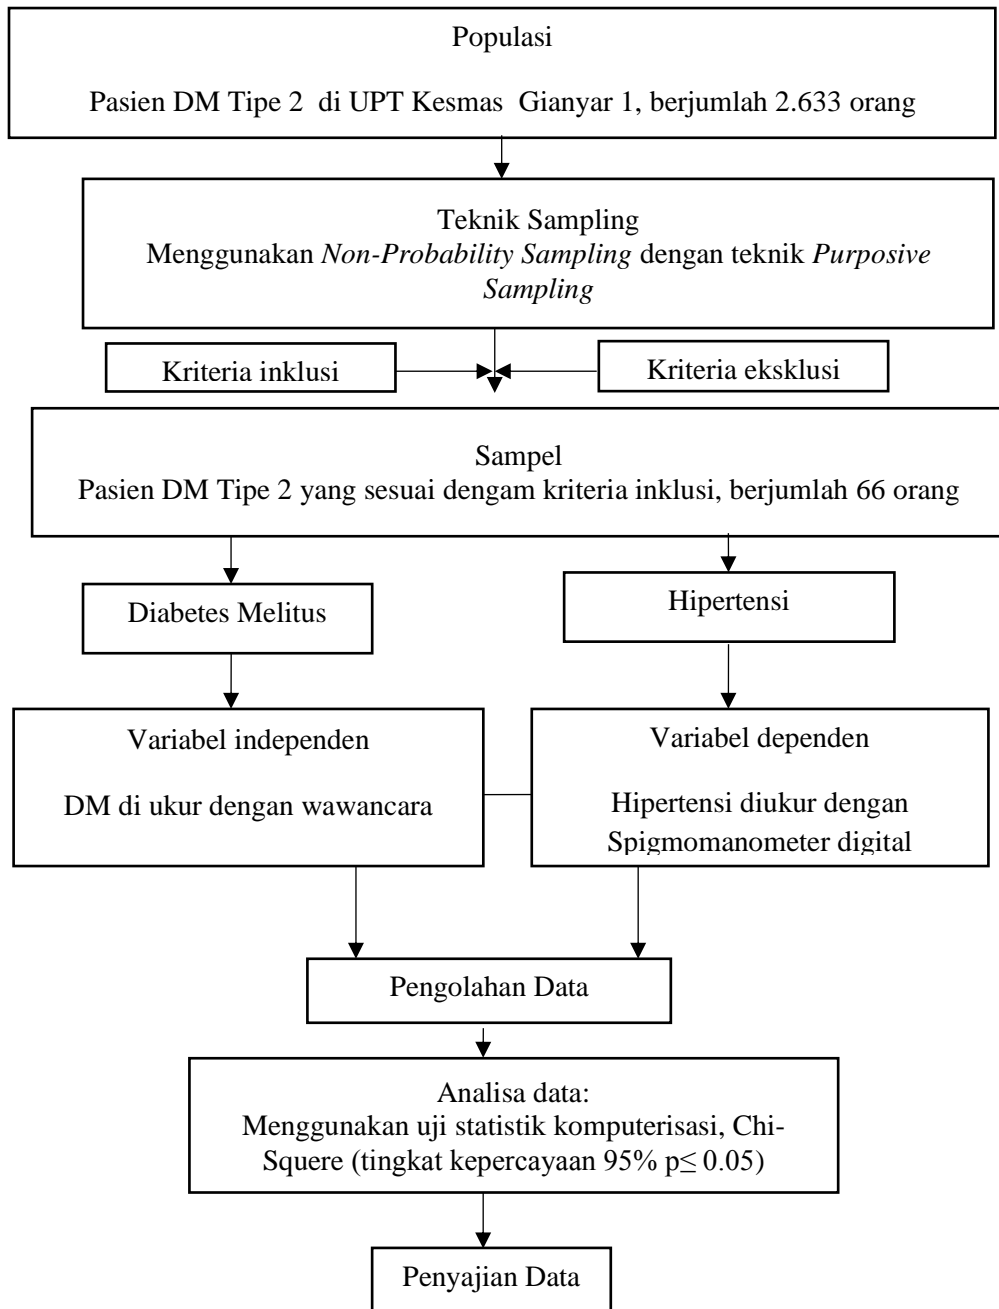 Populasi
Pasien DM Tipe 2 di UPT Kesmas Gianyar 1, berjumlah 2.633 orang
Teknik Sampling
Menggunakan Non-Probability Sampling dengan teknik Purposive
Sampling
Kriteria inklusi
Kriteria eksklusi
Sampel
Pasien DM Tipe 2 yang sesuai dengam kriteria inklusi, berjumlah 66 orang
Diabetes Melitus
Hipertensi
Variabel independen
DM di ukur dengan wawancara
Variabel dependen
Hipertensi diukur dengan
Spigmomanometer digital
Pengolahan Data
Analisa data:
Menggunakan uji statistik komputerisasi, Chi-
Squere (tingkat kepercayaan 95% p≤ 0.05)
Penyajian Data